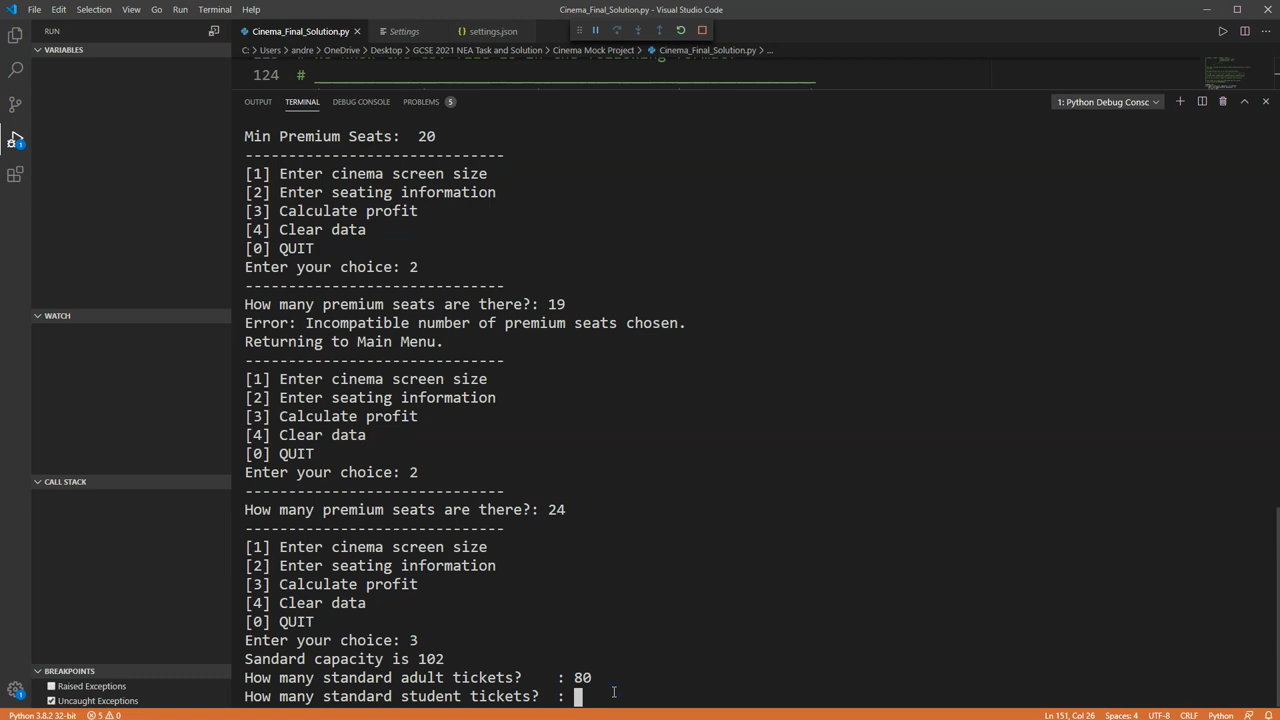 File Edit Selection View Go Run Terminal Help
Cinema_Final_Solution.py - Visual Studio Code
RUN
Cinema_Final_Solution.py
Settings
settings.json
C: > Users > andre > OneDrive > Desktop > GCSE 2021 NEA Task and Solution > Cinema Mock Project > Cinema_Final_Solution.py > ...
VARIABLES
124 #
OUTPUT TERMINAL DEBUG CONSOLE PROBLEMS 5
1: Python Debug Consc
Min Premium Seats:  20
------------------------------
[1] Enter cinema screen size
[2] Enter seating information
[3] Calculate profit
[4] Clear data
[0] QUIT
Enter your choice: 2
------------------------------
How many premium seats are there?: 19
Error: Incompatible number of premium seats chosen.
Returning to Main Menu.
------------------------------
[1] Enter cinema screen size
[2] Enter seating information
[3] Calculate profit
[4] Clear data
[0] QUIT
Enter your choice: 2
------------------------------
How many premium seats are there?: 24
------------------------------
[1] Enter cinema screen size
[2] Enter seating information
[3] Calculate profit
[4] Clear data
[0] QUIT
Enter your choice: 3
Sandard capacity is 102
How many standard adult tickets?    : 80
How many standard student tickets?  :
WATCH
CALL STACK
BREAKPOINTS
Raised Exceptions
Uncaught Exceptions
1
1
Python 3.8.2 32-bit
5 0
Ln 151, Col 26
Spaces: 4
UTF-8
CRLF
Python